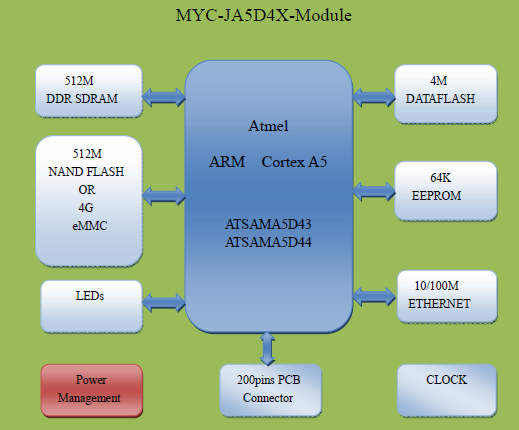 MYC-JA5D4X-Module
512M
DDR SDRAM
512M
NAND FLASH
OR
4G
eMMC
LEDs
Power
Management
Atmel
ARM Cortex A5
ATSAMA5D43
ATSAMA5D44
200pins PCB
Connector
4M
DATAFLASH
64K
EEPROM
10/100M
ETHERNET
CLOCK